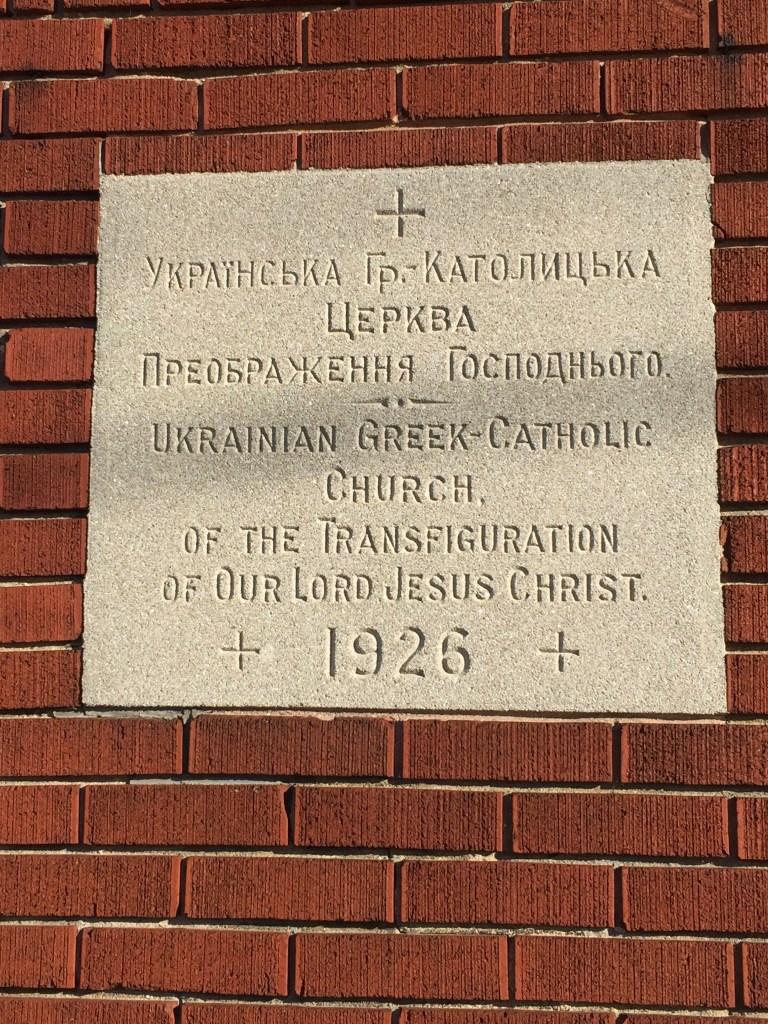 Українська Гр.-Католицька
Церква
Преображення Господнього.
Ukrainian Greek-Catholic
Church,
of the Transfiguration
of Our Lord Jesus Christ.
1926